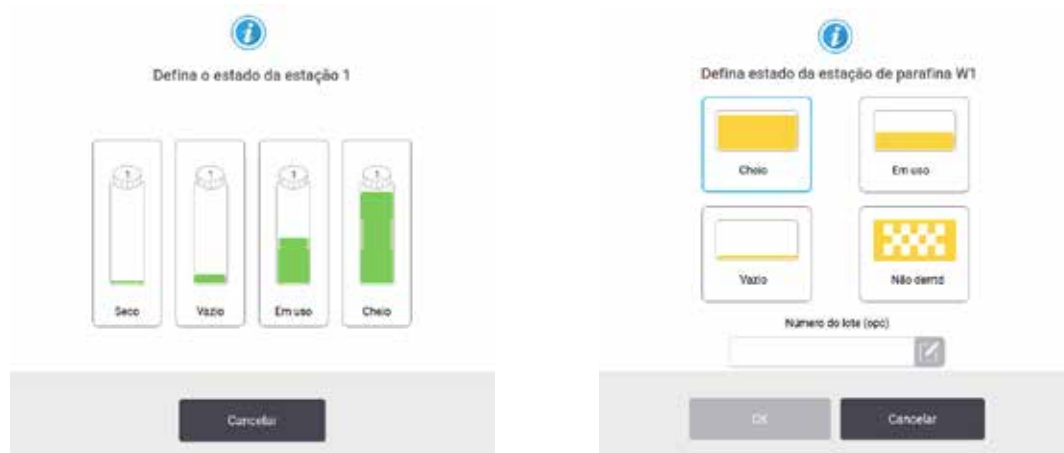 Defina o estado da estação 1
1
1
1
1
Seco
Vazio
Em uso
Cheio
Cancelar
Defina estado da estação de parafina W1
Cheio
Em uso
Vazio
Não derrtd
Número do lote (opc)
OK
Cancelar